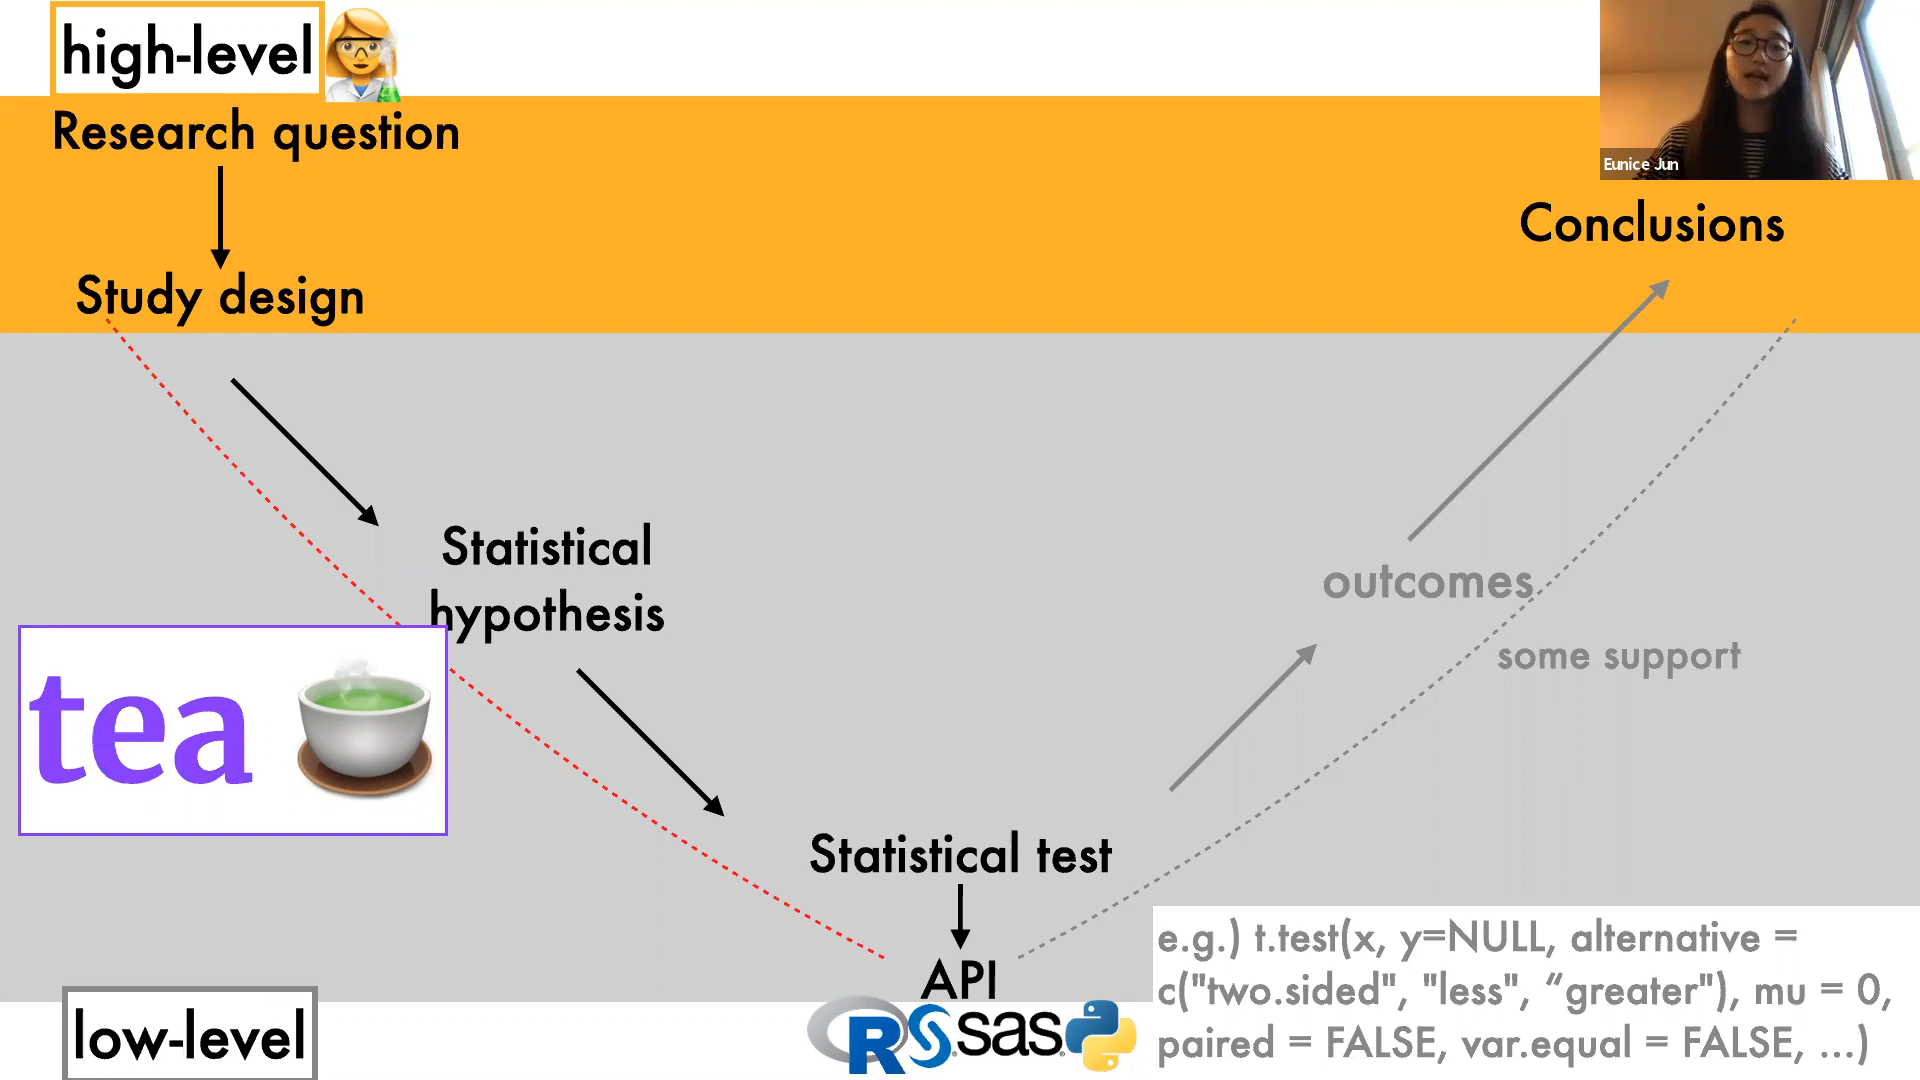 high-level
Research question
Eunice Jun
Conclusions
Study design
Statistical
hypothesis
outcomes
some support
tea
Statistical test
e.g.) t.test(x, y=NULL, alternative =
API
c("two.sided", "less", “greater"), mu = 0,
low-level
R
sas
paired = FALSE, var.equal = FALSE, ...)